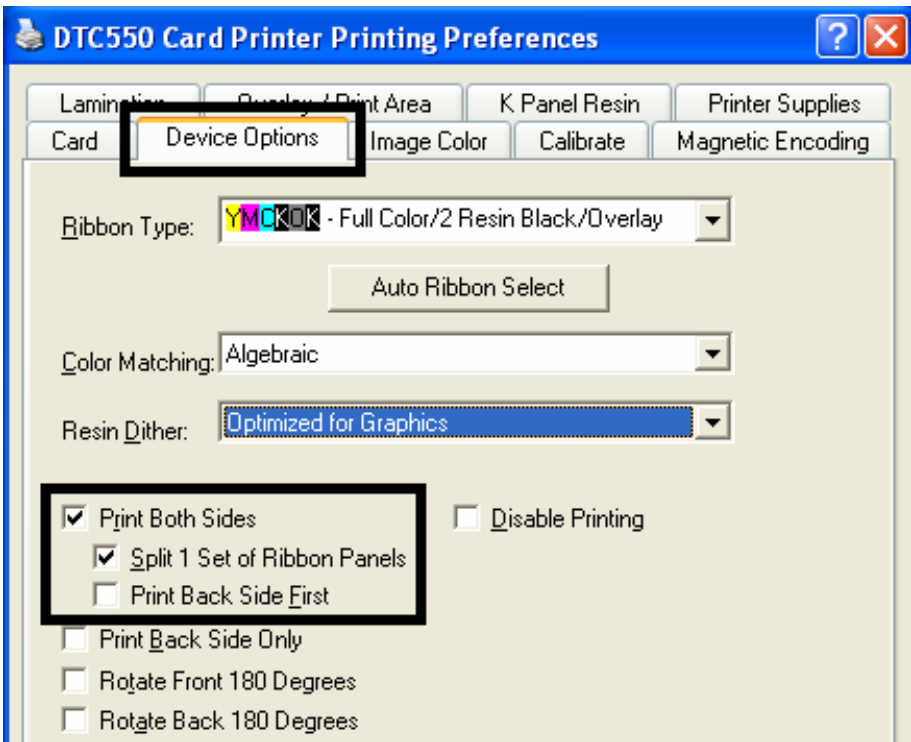 DTC550 Card Printer Printing Preferences
Lamination Overlay / Print Area K Panel Resin Printer Supplies
Card Device Options Image Color Calibrate Magnetic Encoding
Ribbon Type: YMCKOK - Full Color/2 Resin Black/Overlay
Auto Ribbon Select
Color Matching: Algebraic
Resin Dither: Optimized for Graphics
Print Both Sides Disable Printing
Split 1 Set of Ribbon Panels
Print Back Side First
Print Back Side Only
Rotate Front 180 Degrees
Rotate Back 180 Degrees